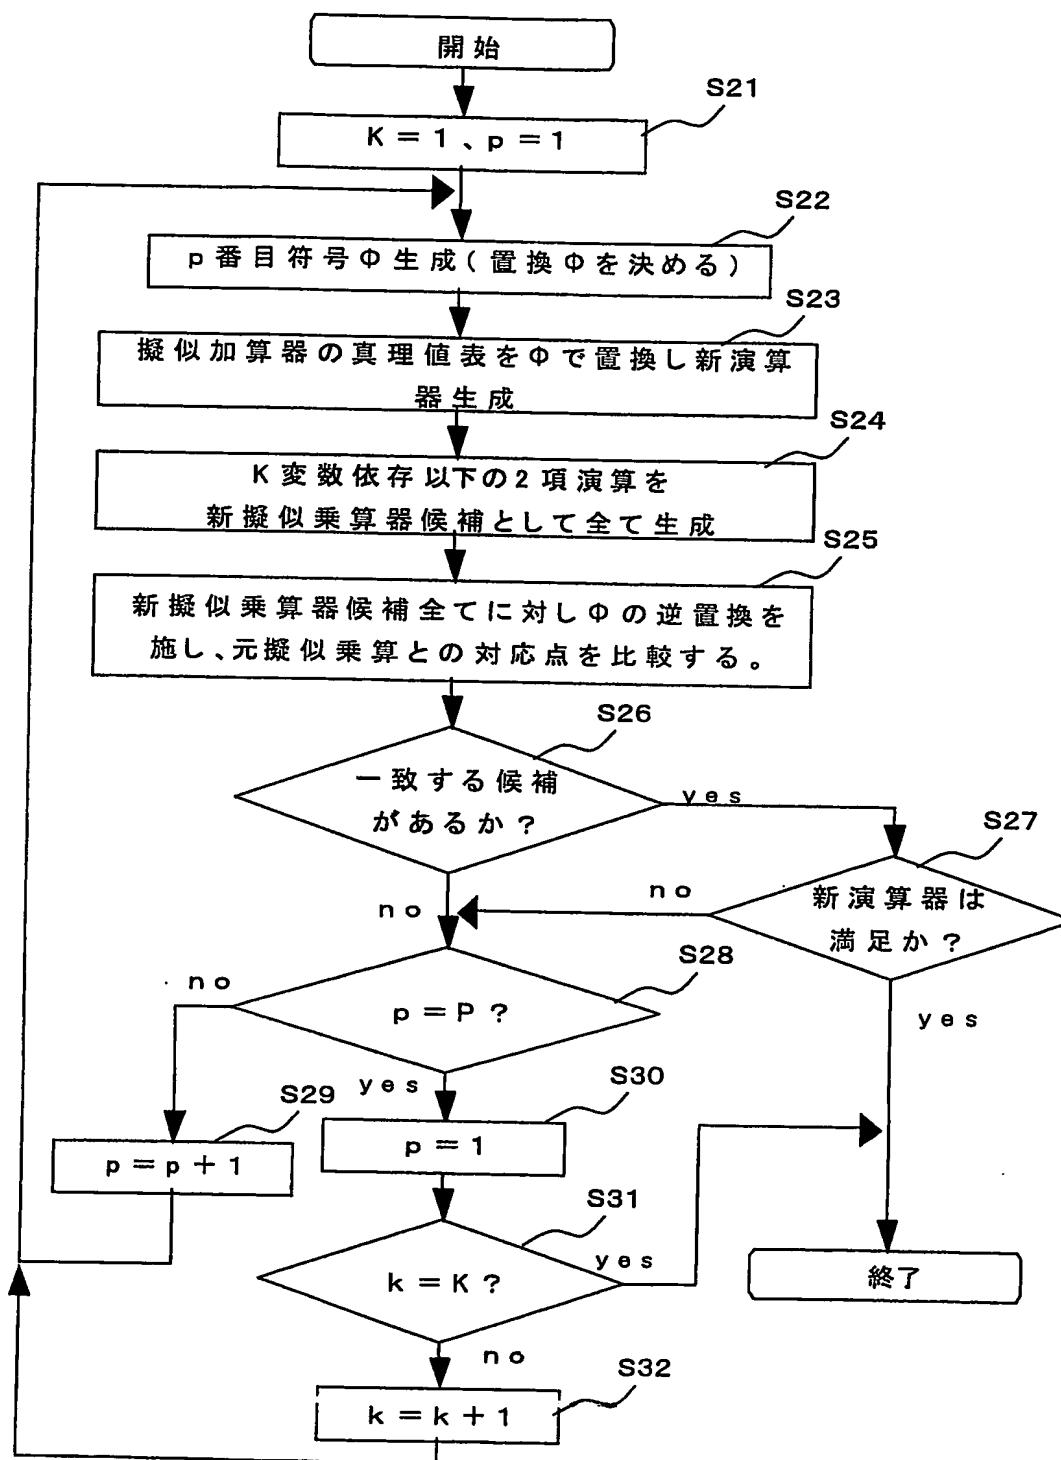 開始
S21
K=1、p=1
S22
p番目符号Φ生成(置換Φを決める)
S23
擬似加算器の真理値表をΦで置換し新演算
器生成
S24
K変数依存以下の2項演算を
新擬似乗算器候補として全て生成
S25
新擬似乗算器候補全てに対しΦの逆置換を
施し、元擬似乗算との対応点を比較する。
S26
一致する候補
があるか?
yes
S27
新演算器は
満足か?
no
no
yes
S28
p=P?
no
yes
S29
p=p+1
S30
p=1
S31
k=K?
yes
終了
no
S32
k=k+1